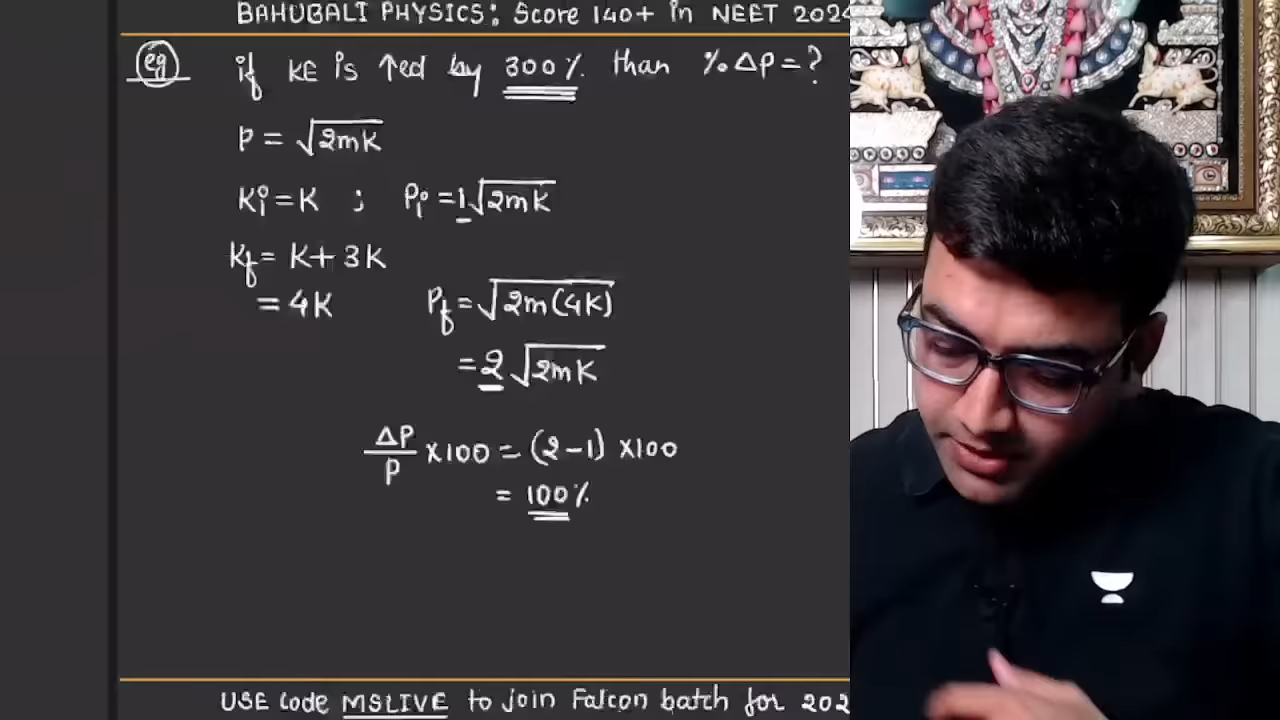 BAHUBALI PHYSICS: Score 140+ in NEET 2024
eg if KE is ↑ed by 300% than % ΔP = ?
P = √2mK
Ki = K ; Pi = 1√2mK
Kf = K + 3K
= 4K Pf = √2m(4K)
= 2 √2mK
ΔP/P × 100 = (2 − 1) × 100
= 100%
USE Code MSLIVE to join Falcon batch for 202